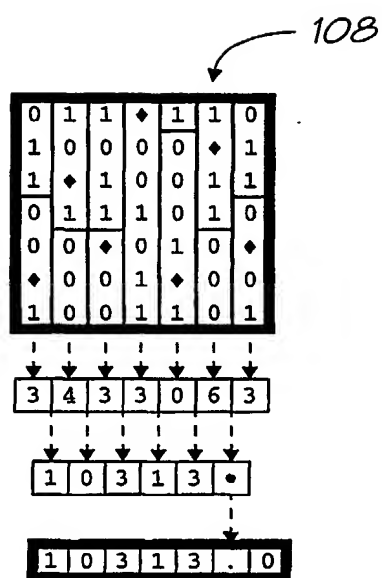 108
0 1 1 ♦ 1 1 0
1 0 0 0 0 ♦ 1
1 ♦ 1 0 0 1 1
0 1 1 1 0 1 0
0 0 ♦ 0 1 0 ♦
♦ 0 0 1 ♦ 0 0
1 0 0 1 1 0 1
3 4 3 3 0 6 3
1 0 3 1 3 •
1 0 3 1 3 . 0